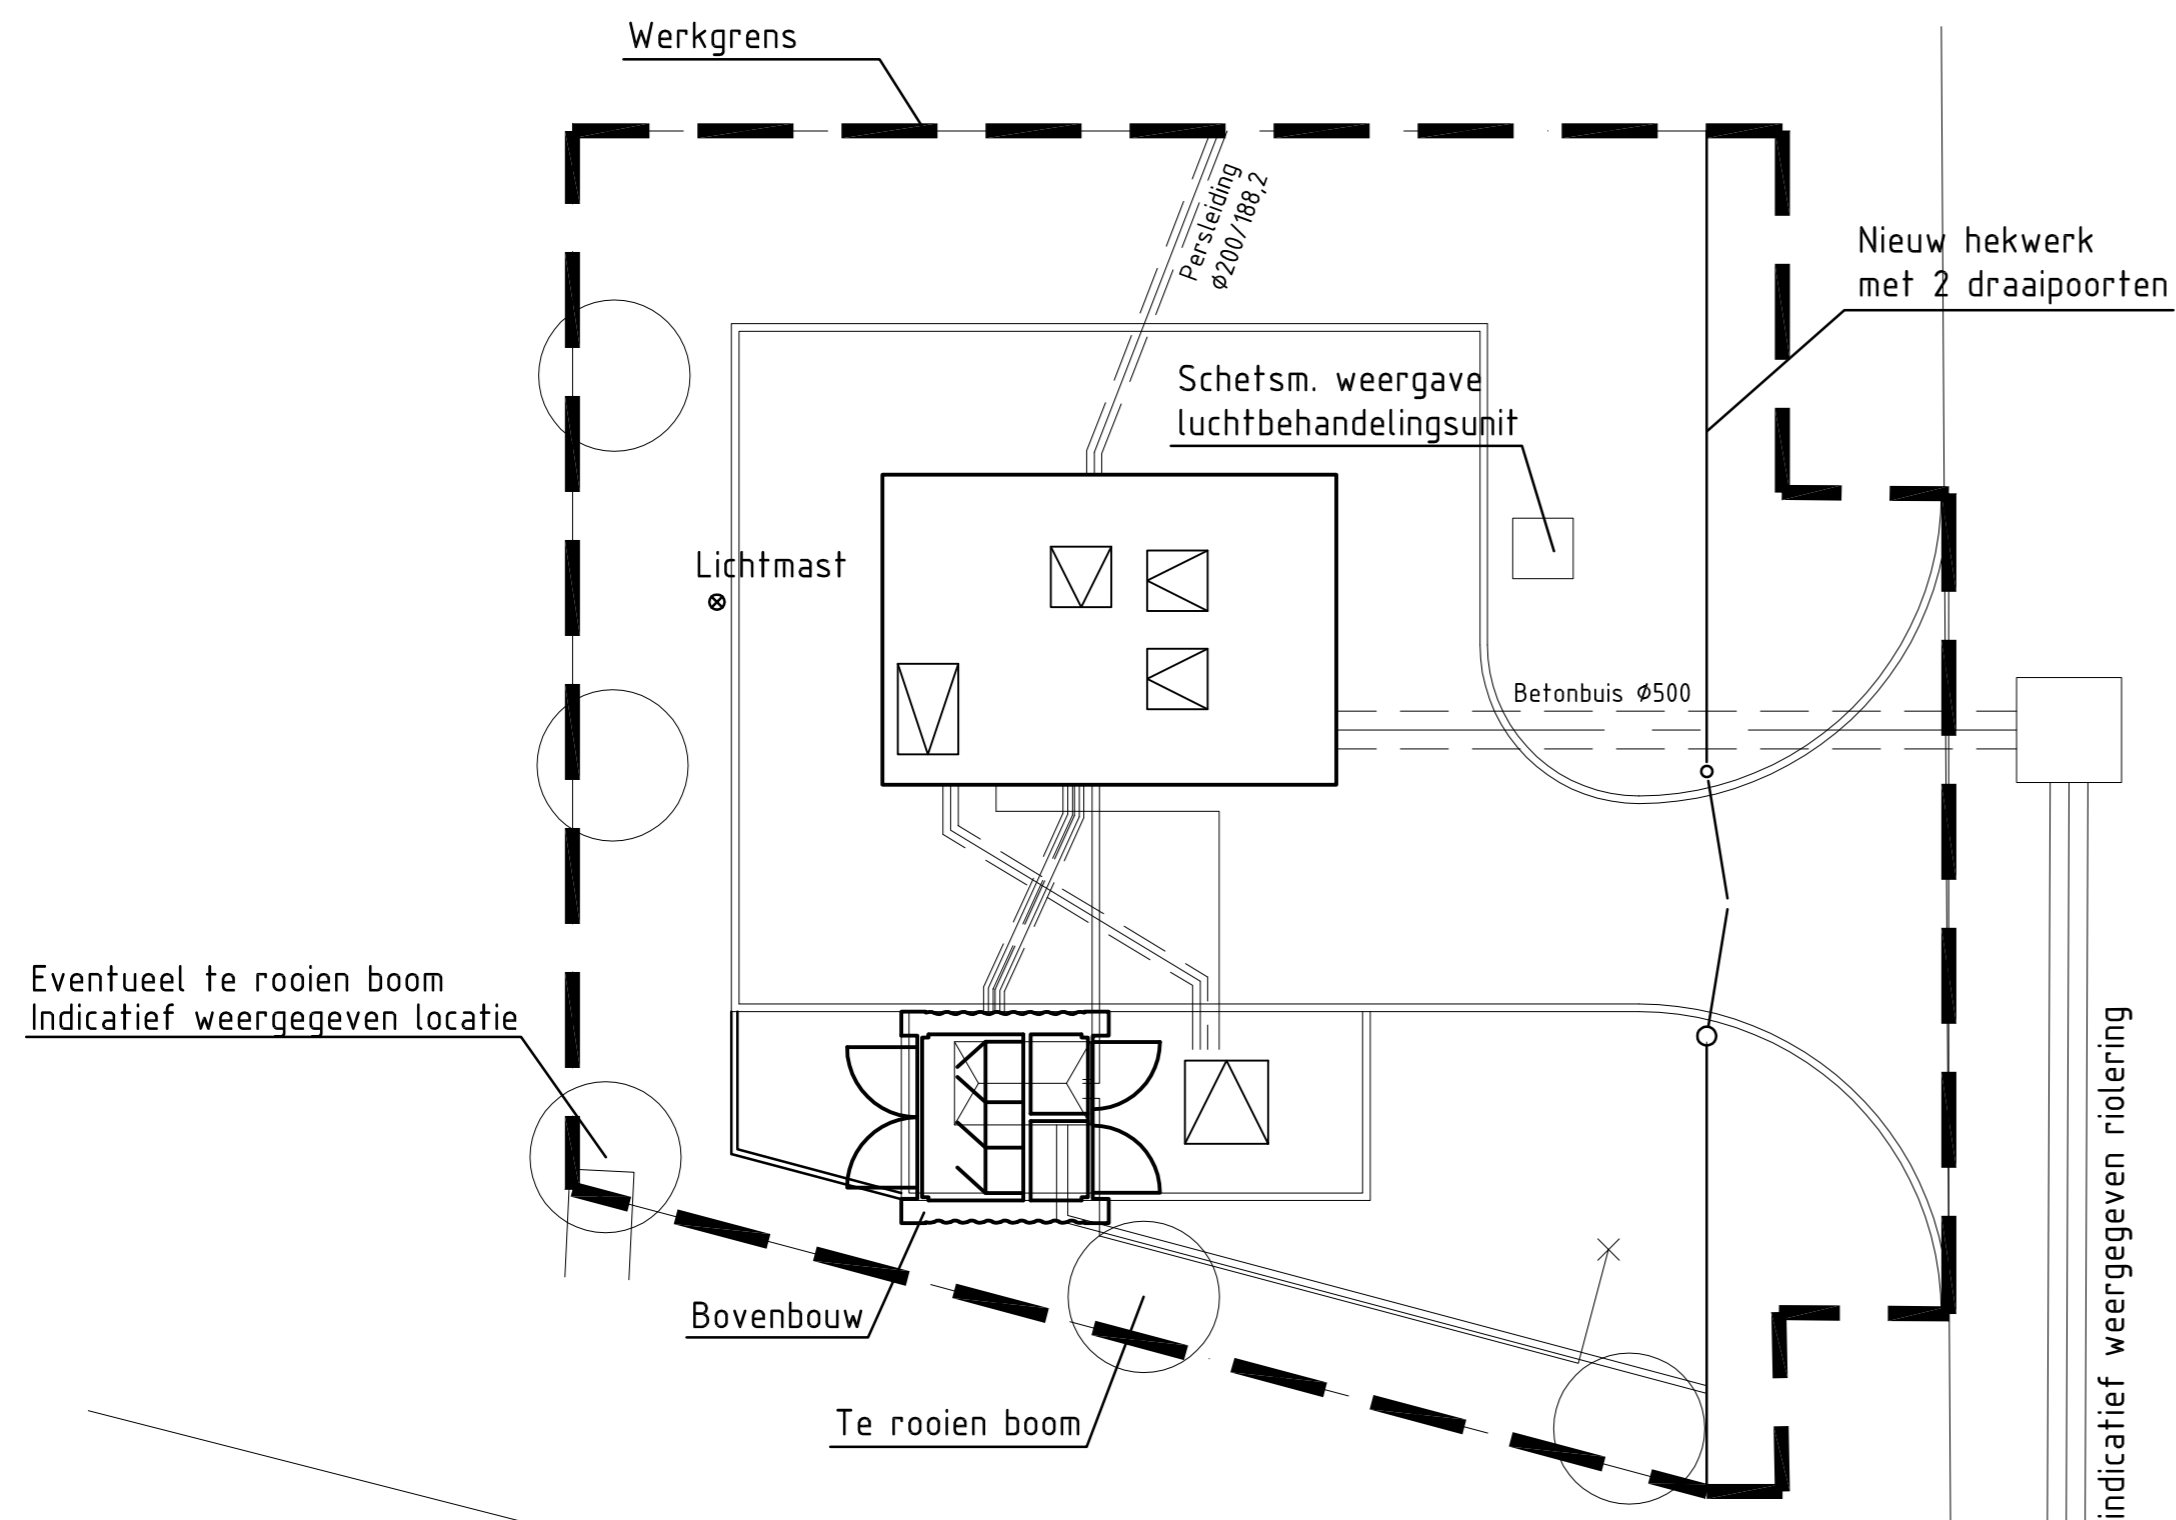 Werkgrens
Persleiding
Ø200/188,2
Nieuw hekwerk
met 2 draaipoorten
Schetsm. weergave
luchtbehandelingsunit
Lichtmast
Betonbuis Ø500
Eventueel te rooien boom
Indicatief weergegeven locatie
Bovenbouw
Te rooien boom
indicatief weergegeven riolering